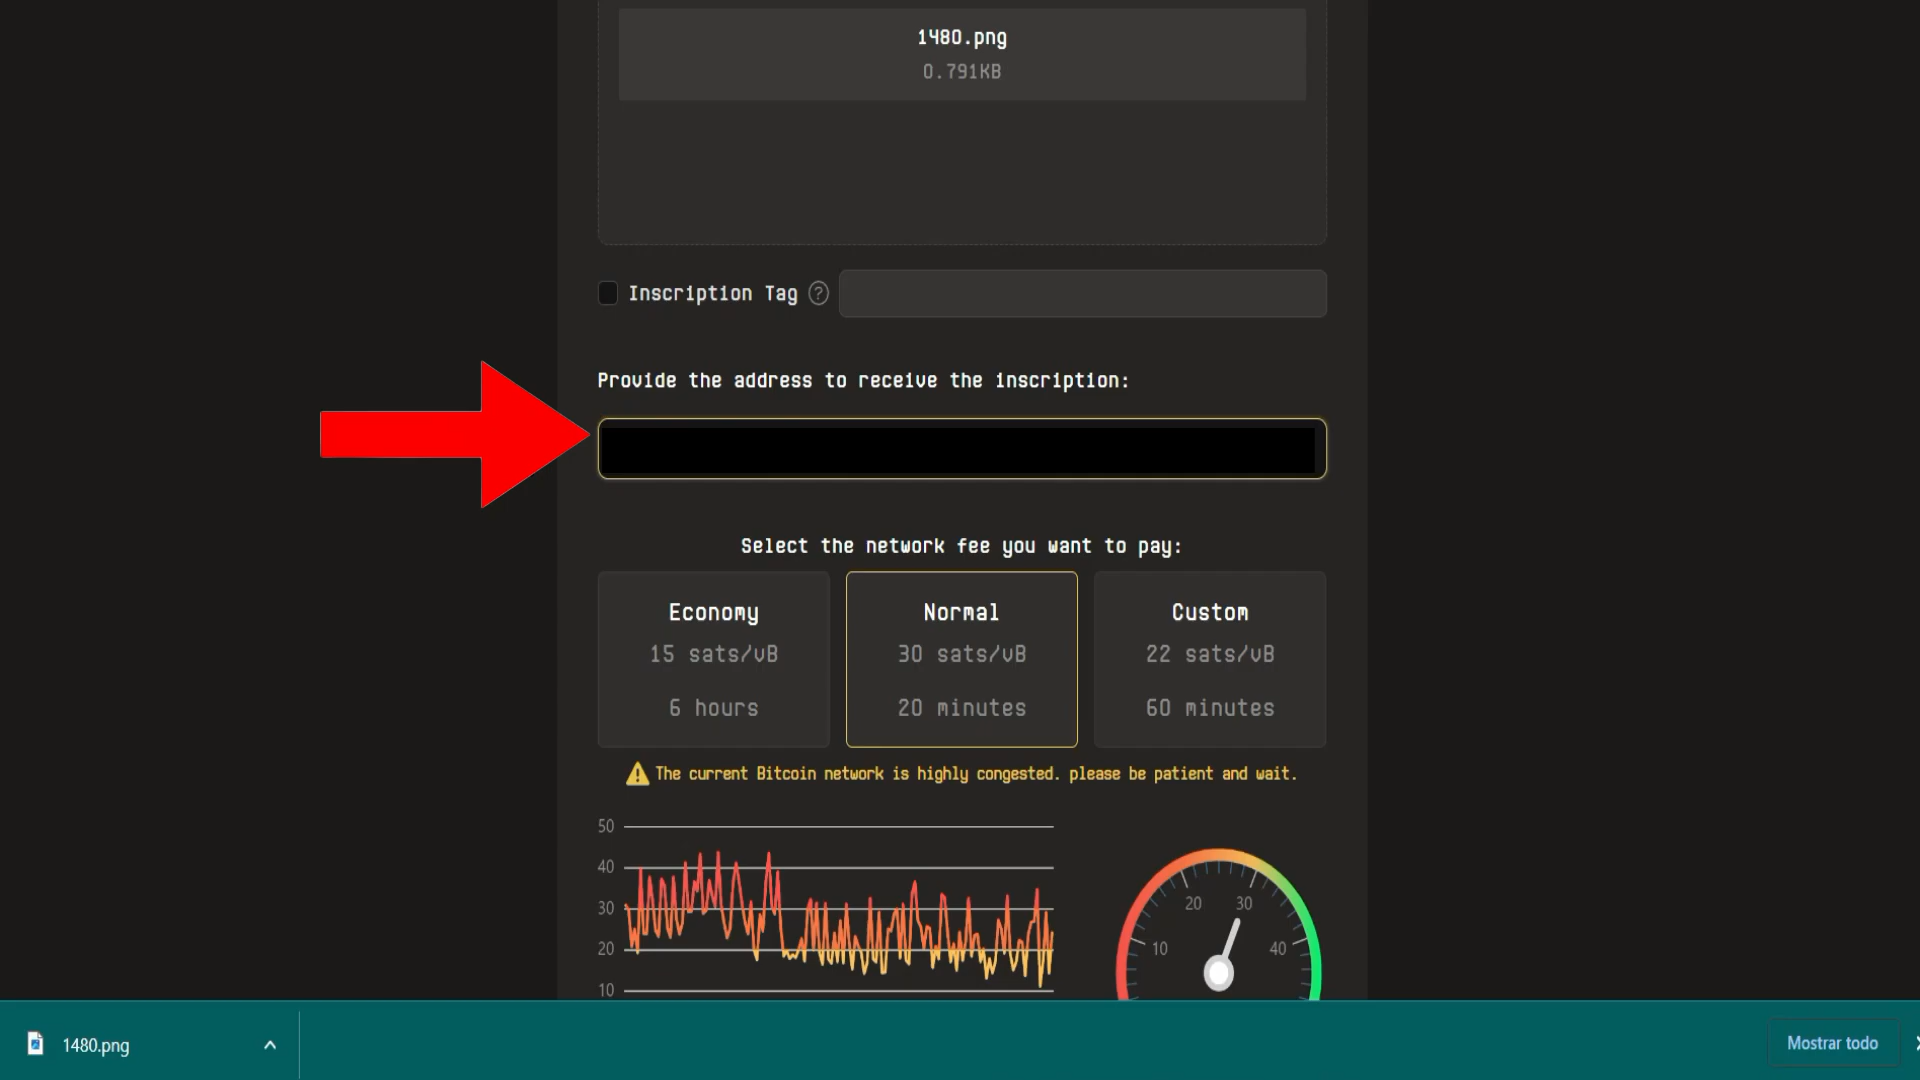 1480.png
0.791KB
Inscription Tag ?
Provide the address to receive the inscription:
Select the network fee you want to pay:
Economy
15 sats/vB
6 hours
Normal
30 sats/vB
20 minutes
Custom
22 sats/vB
60 minutes
The current Bitcoin network is highly congested. please be patient and wait.
50
40
30
20
10
10
20
30
40
1480.png
Mostrar todo